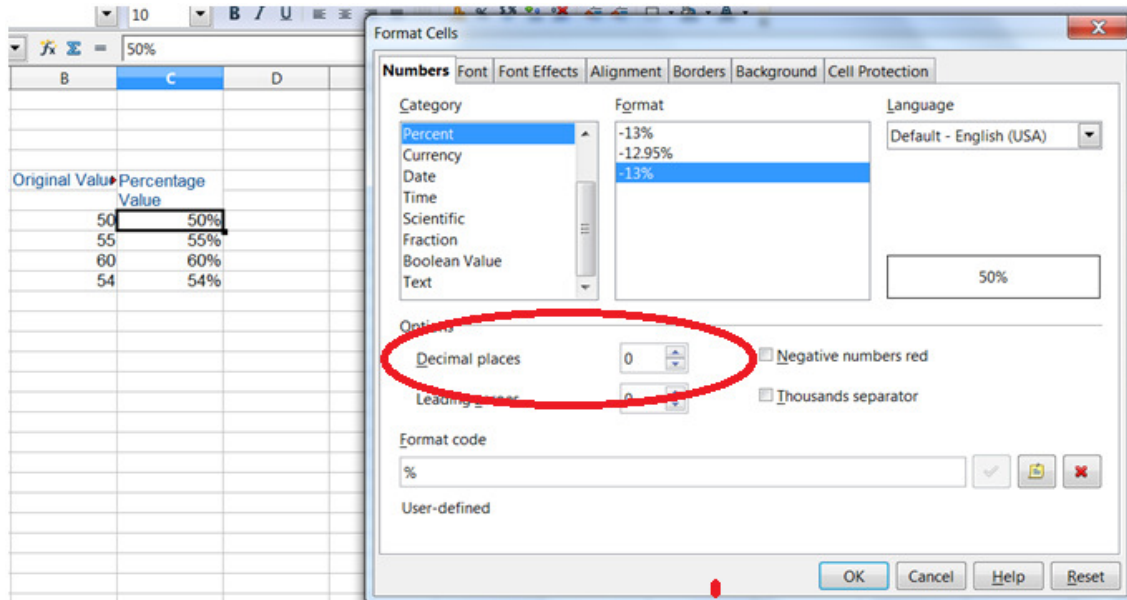 10 B I U
= 50%
B C D
Original Valu Percentage
Value
50 50%
55 55%
60 60%
54 54%
Format Cells
Numbers Font Font Effects Alignment Borders Background Cell Protection
Category Format Language
Percent
Currency
Date
Time
Scientific
Fraction
Boolean Value
Text
-13%
-12.95%
-13%
Default - English (USA)
50%
Options
Decimal places 0 Negative numbers red
Leading 0 Thousands separator
Format code
%
User-defined
OK Cancel Help Reset